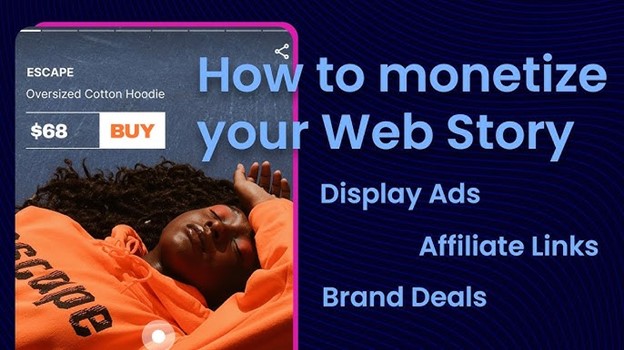 ESCAPE
Oversized Cotton Hoodie
$68 BUY
escape
How to monetize
your Web Story
Display Ads
Affiliate Links
Brand Deals